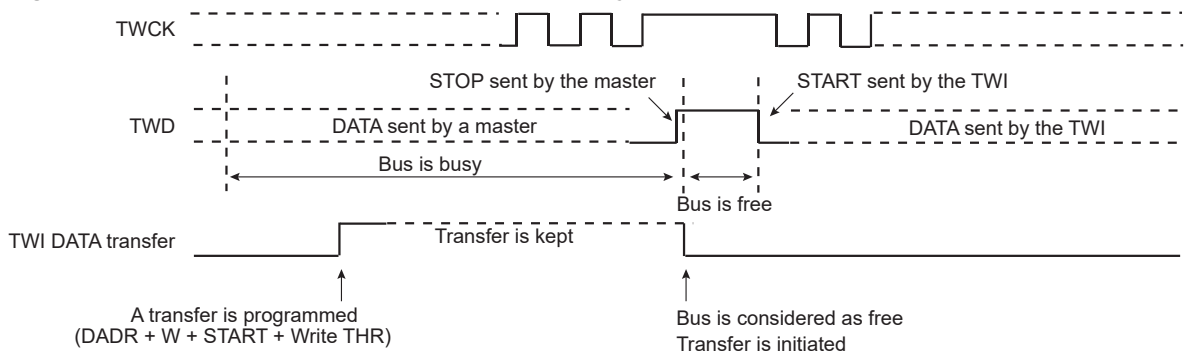 TWCK
STOP sent by the master
START sent by the TWI
TWD
DATA sent by a master
DATA sent by the TWI
Bus is busy
Bus is free
TWI DATA transfer
Transfer is kept
A transfer is programmed
(DADR + W + START + Write THR)
Bus is considered as free
Transfer is initiated